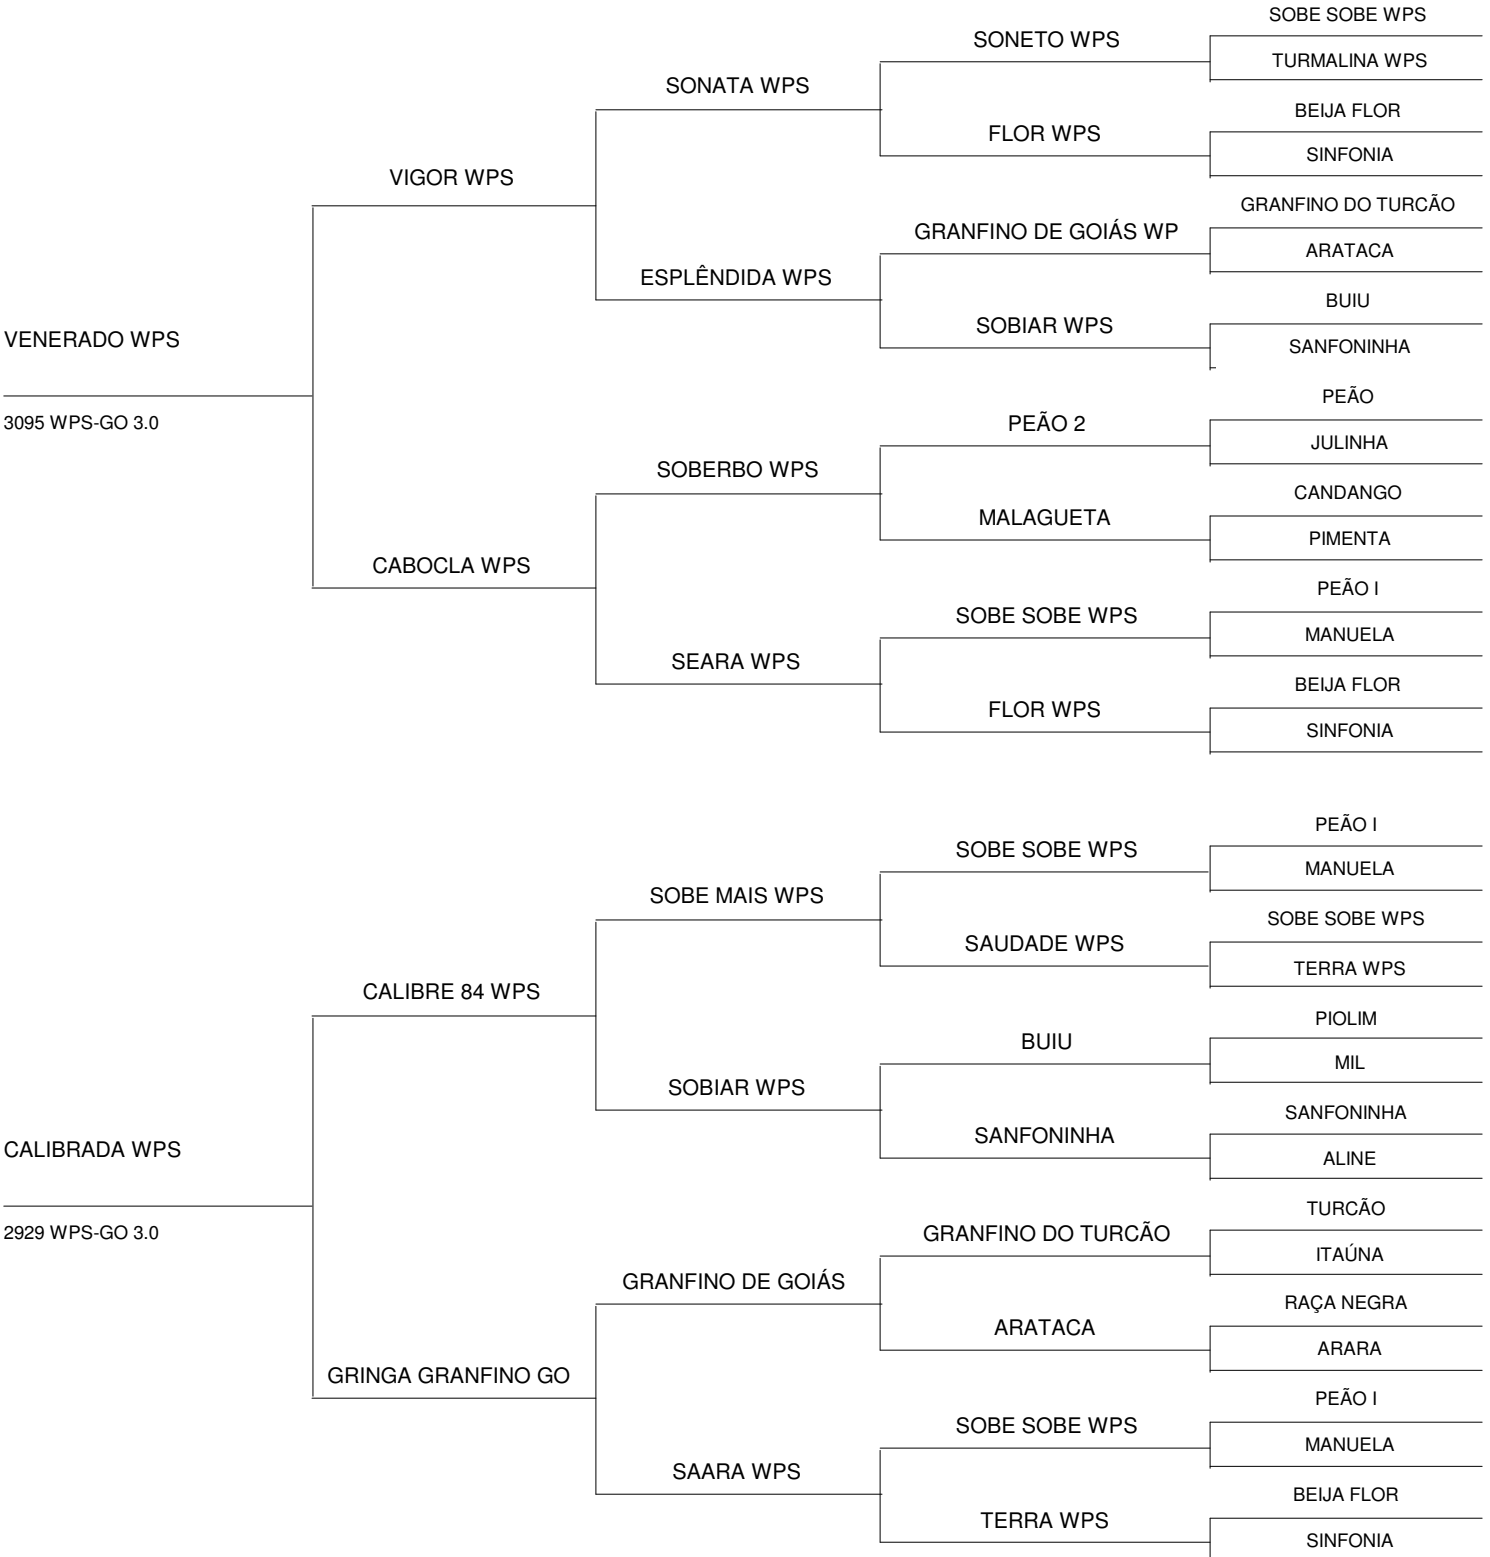 SOBE SOBE WPS
SONETO WPS
TURMALINA WPS
SONATA WPS
BEIJA FLOR
FLOR WPS
SINFONIA
VIGOR WPS
GRANFINO DO TURCÃO
GRANFINO DE GOIÁS WP
ARATACA
ESPLÊNDIDA WPS
BUIU
SOBIAR WPS
SANFONINHA
VENERADO WPS
PEÃO
3095 WPS-GO 3.0
PEÃO 2
JULINHA
SOBERBO WPS
CANDANGO
MALAGUETA
PIMENTA
CABOCLA WPS
PEÃO I
SOBE SOBE WPS
MANUELA
SEARA WPS
BEIJA FLOR
FLOR WPS
SINFONIA
PEÃO I
SOBE SOBE WPS
MANUELA
SOBE MAIS WPS
SOBE SOBE WPS
SAUDADE WPS
TERRA WPS
CALIBRE 84 WPS
PIOLIM
BUIU
MIL
SOBIAR WPS
SANFONINHA
SANFONINHA
ALINE
CALIBRADA WPS
TURCÃO
2929 WPS-GO 3.0
GRANFINO DO TURCÃO
ITAÚNA
GRANFINO DE GOIÁS
RAÇA NEGRA
ARATACA
ARARA
GRINGA GRANFINO GO
PEÃO I
SOBE SOBE WPS
MANUELA
SAARA WPS
BEIJA FLOR
TERRA WPS
SINFONIA